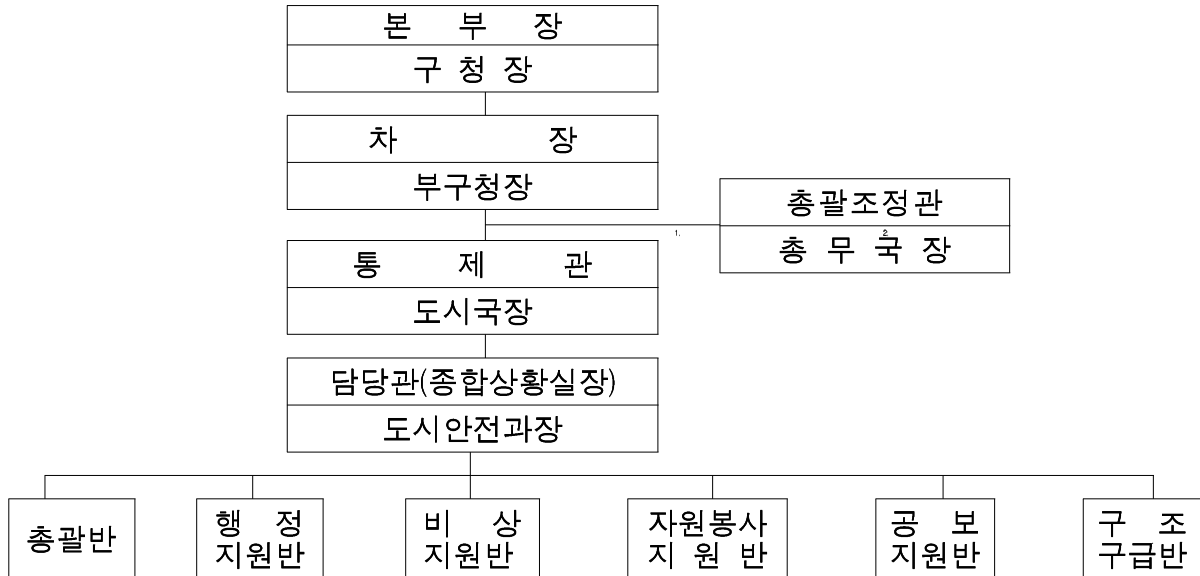 본 부 장
구 청 장
차 장
부구청장
총괄조정관
1.
2.
총 무 국 장
통 제 관
도시국장
담당관(종합상황실장)
도시안전과장
총괄반
행 정
지원반
비 상
지원반
자원봉사
지 원 반
공 보
지원반
구 조
구급반